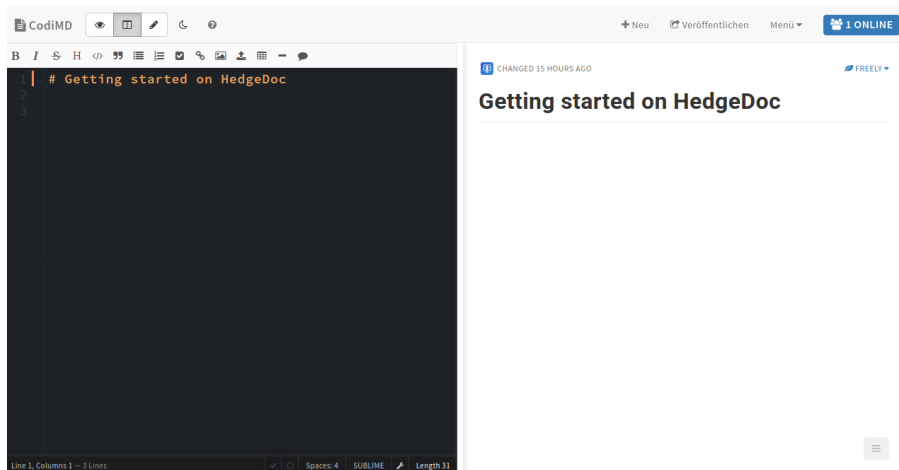 CodiMD
+ Neu Veröffentlichen Menü 1 ONLINE
B I S H
1 # Getting started on HedgeDoc
2
3
CHANGED 15 HOURS AGO FREELY
Getting started on HedgeDoc
Line 1, Columns 1 — 3 Lines Spaces: 4 SUBLIME Length 31